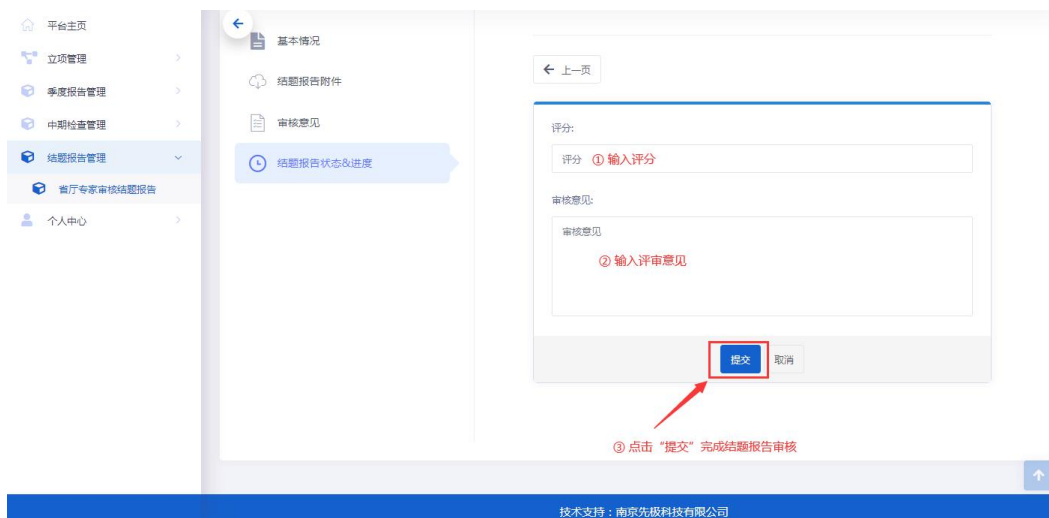 平台主页
立项管理
季度报告管理
中期检查管理
结题报告管理
省厅专家审核结题报告
个人中心
基本情况
结题报告附件
审核意见
结题报告状态&进度
上一页
评分:
评分 ① 输入评分
审核意见:
审核意见
② 输入评审意见
提交 取消
③ 点击“提交”完成结题报告审核
技术支持：南京先极科技有限公司